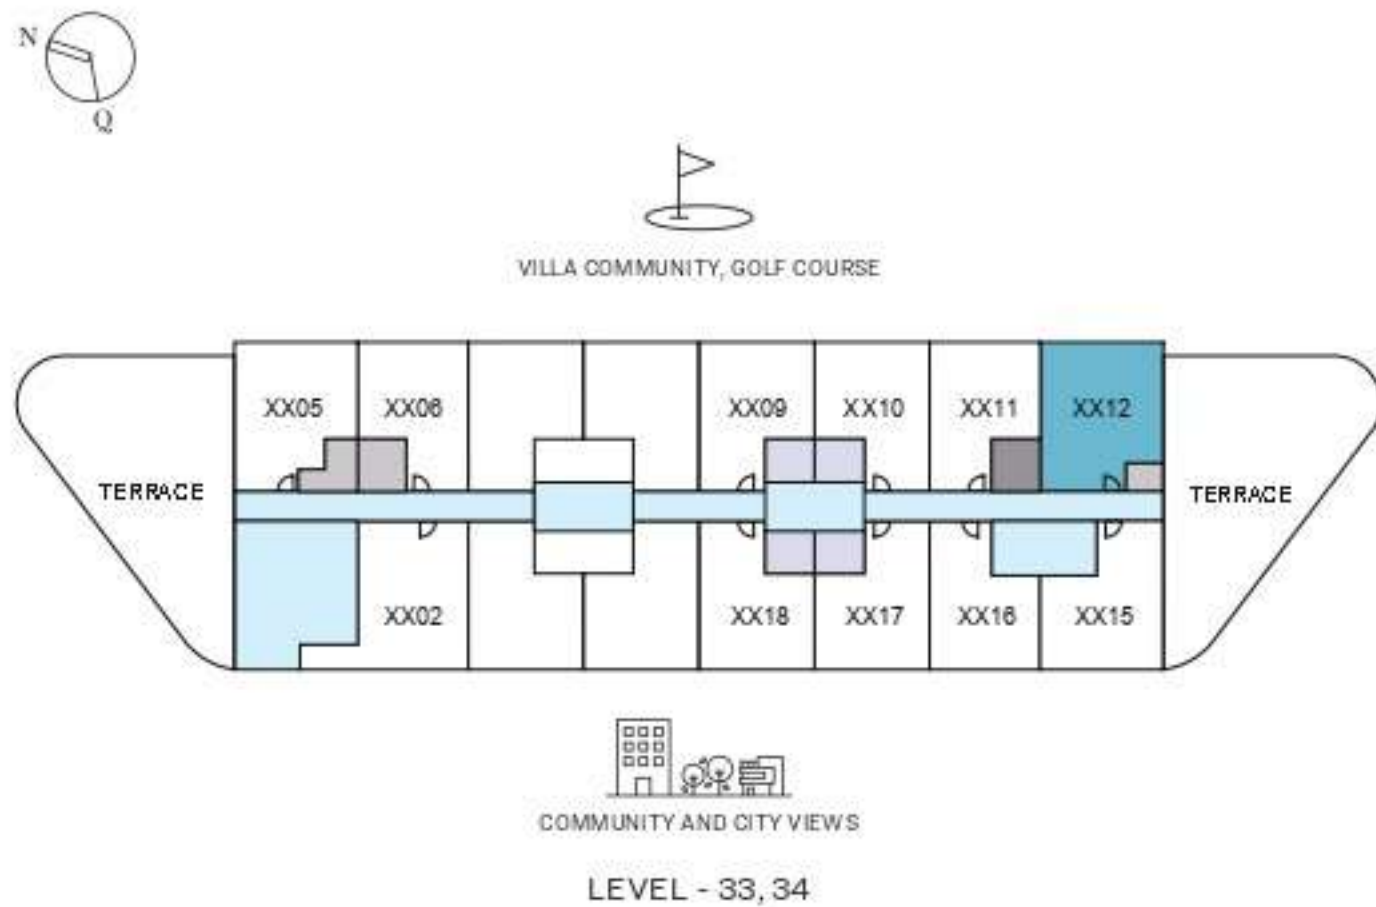 N
Q
VILLA COMMUNITY, GOLF COURSE
XX05 XX06 XX09 XX10 XX11 XX12
TERRACE TERRACE
XX02 XX18 XX17 XX16 XX15
COMMUNITY AND CITY VIEWS
LEVEL - 33, 34